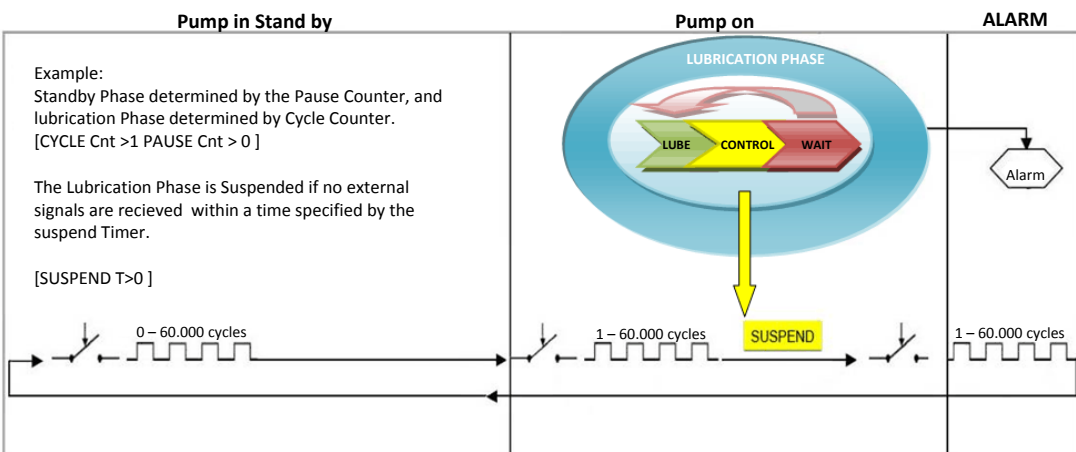 Pump in Stand by
Pump on
ALARM
Example:
Standby Phase determined by the Pause Counter, and
lubrication Phase determined by Cycle Counter.
[CYCLE Cnt >1 PAUSE Cnt > 0 ]
The Lubrication Phase is Suspended if no external
signals are recieved within a time specified by the
suspend Timer.
[SUSPEND T>0 ]
LUBRICATION PHASE
LUBE
CONTROL
WAIT
Alarm
0 – 60.000 cycles
1 – 60.000 cycles
SUSPEND
1 – 60.000 cycles